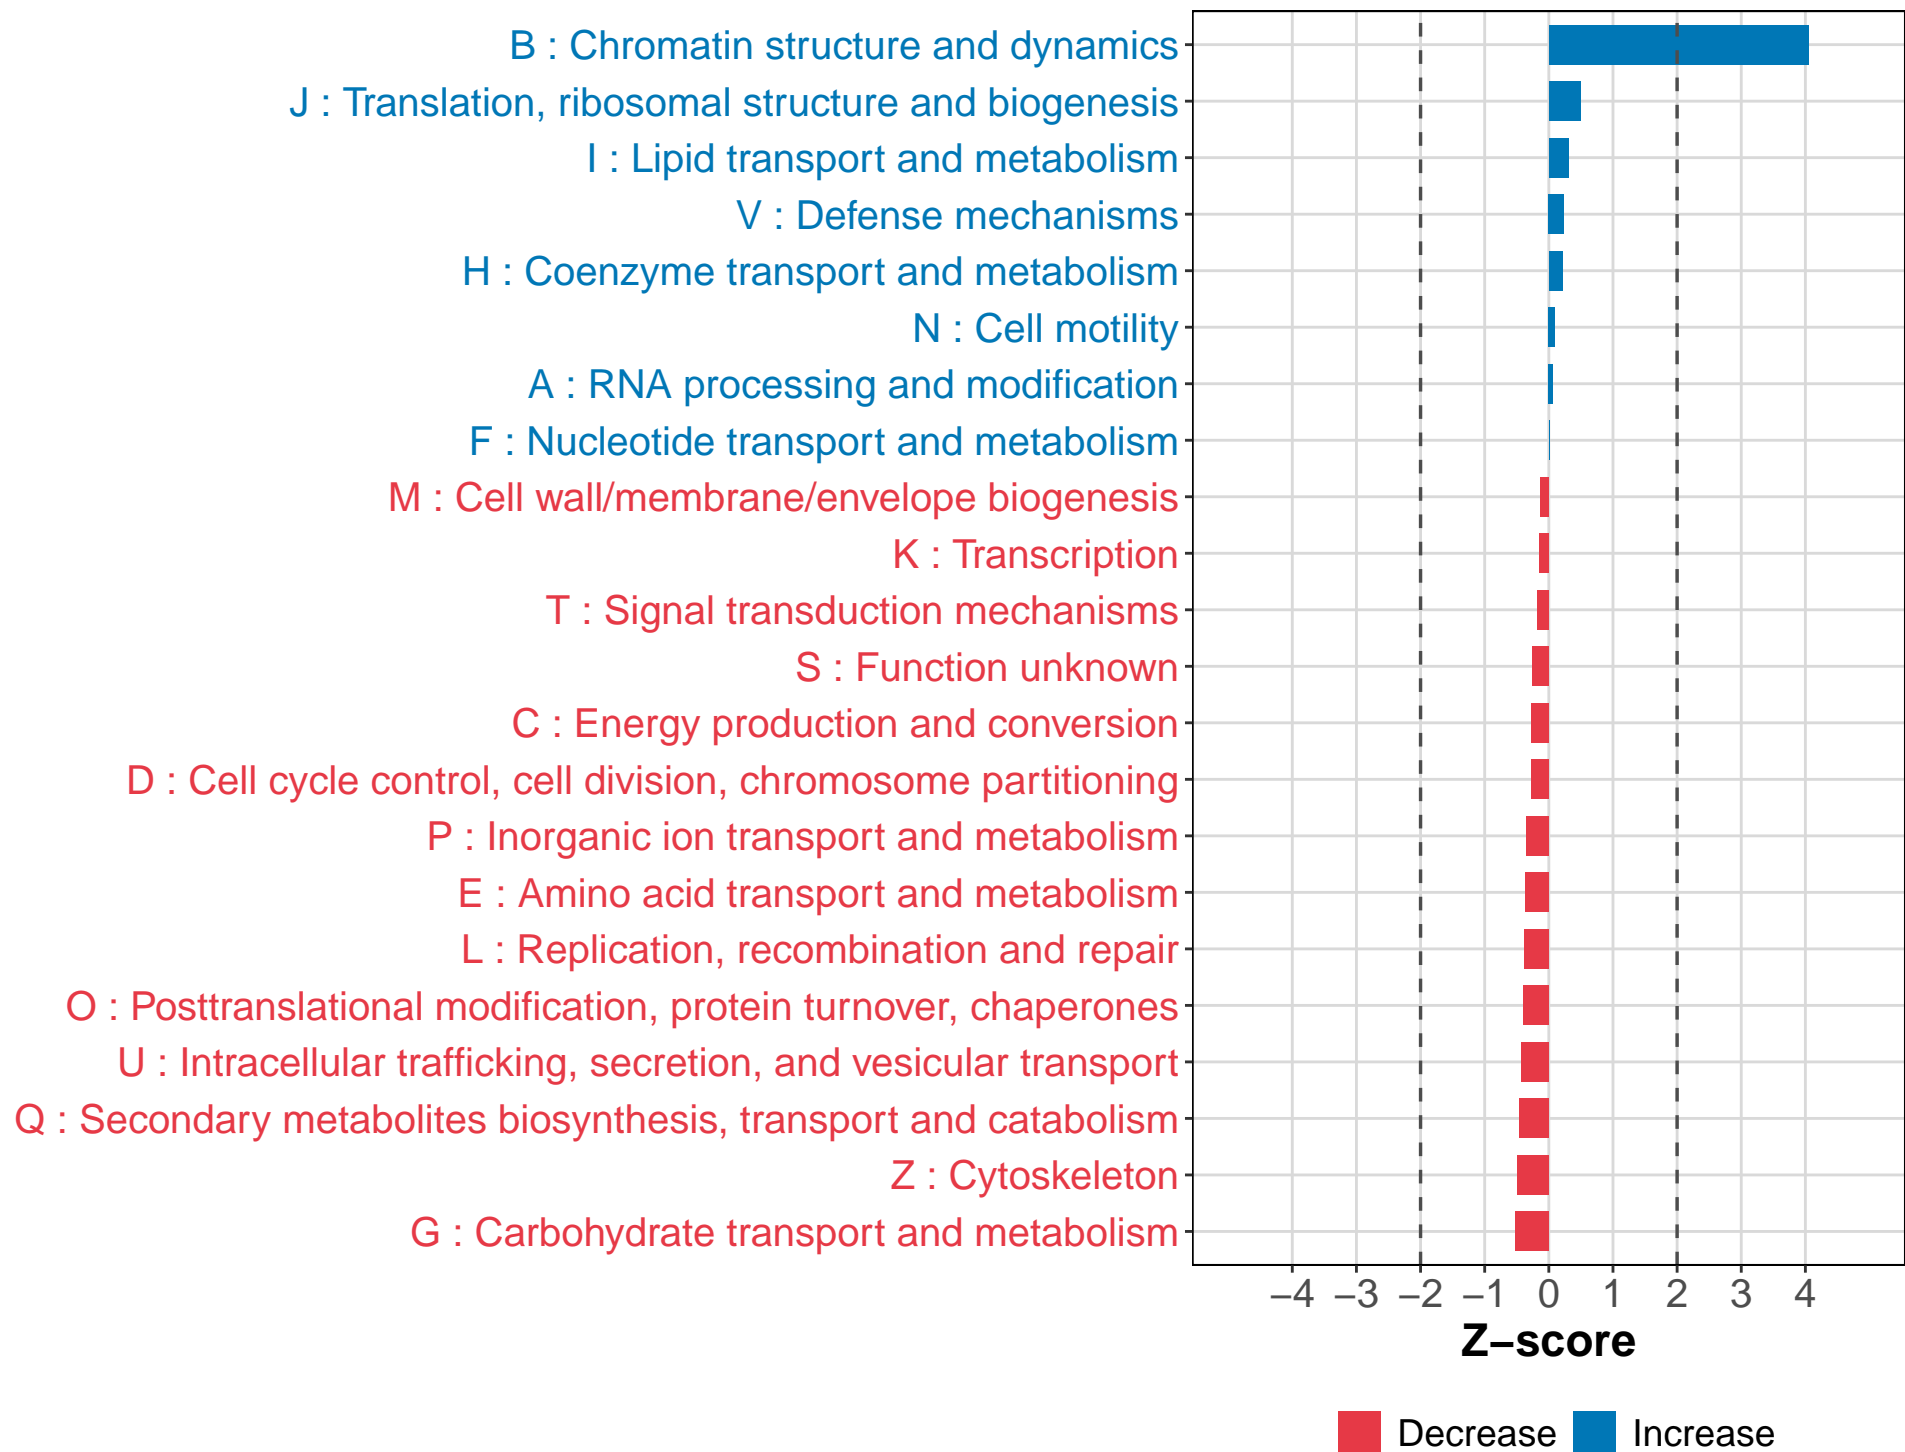 B : Chromatin structure and dynamics
J : Translation, ribosomal structure and biogenesis
I : Lipid transport and metabolism
V : Defense mechanisms
H : Coenzyme transport and metabolism
N : Cell motility
A : RNA processing and modification
F : Nucleotide transport and metabolism
M : Cell wall/membrane/envelope biogenesis
K : Transcription
T : Signal transduction mechanisms
S : Function unknown
C : Energy production and conversion
D : Cell cycle control, cell division, chromosome partitioning
P : Inorganic ion transport and metabolism
E : Amino acid transport and metabolism
L : Replication, recombination and repair
O : Posttranslational modification, protein turnover, chaperones
U : Intracellular trafficking, secretion, and vesicular transport
Q : Secondary metabolites biosynthesis, transport and catabolism
Z : Cytoskeleton
G : Carbohydrate transport and metabolism
−4 −3 −2 −1 0 1 2 3 4
Z−score
Decrease Increase